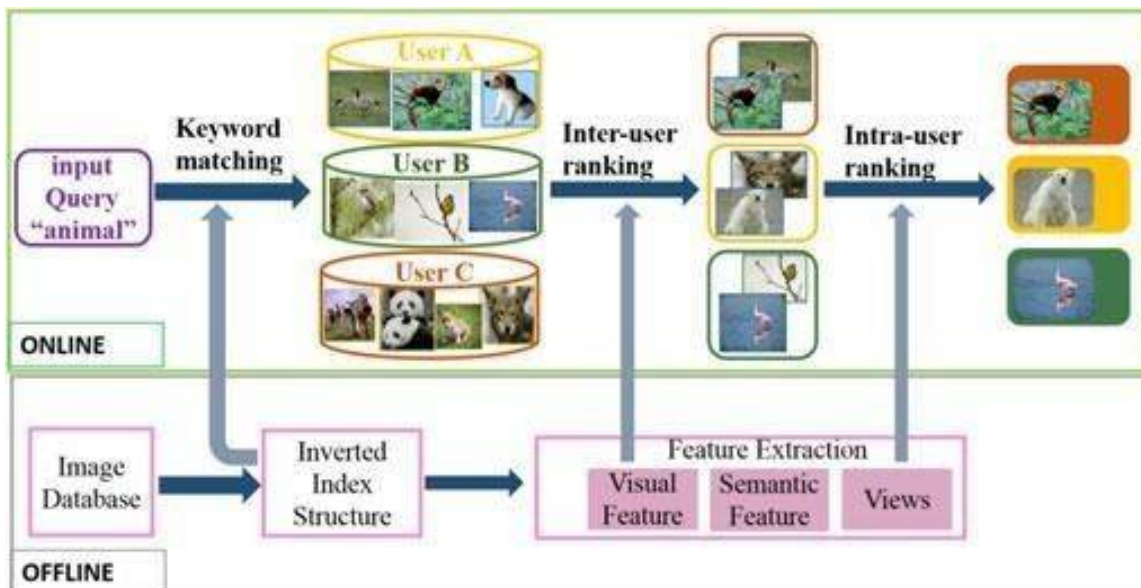 input
Query
“animal”
Keyword
matching
User A
User B
User C
Inter-user
ranking
Intra-user
ranking
ONLINE
Image
Database
Inverted
Index
Structure
Feature Extraction
Visual
Feature
Semantic
Feature
Views
OFFLINE